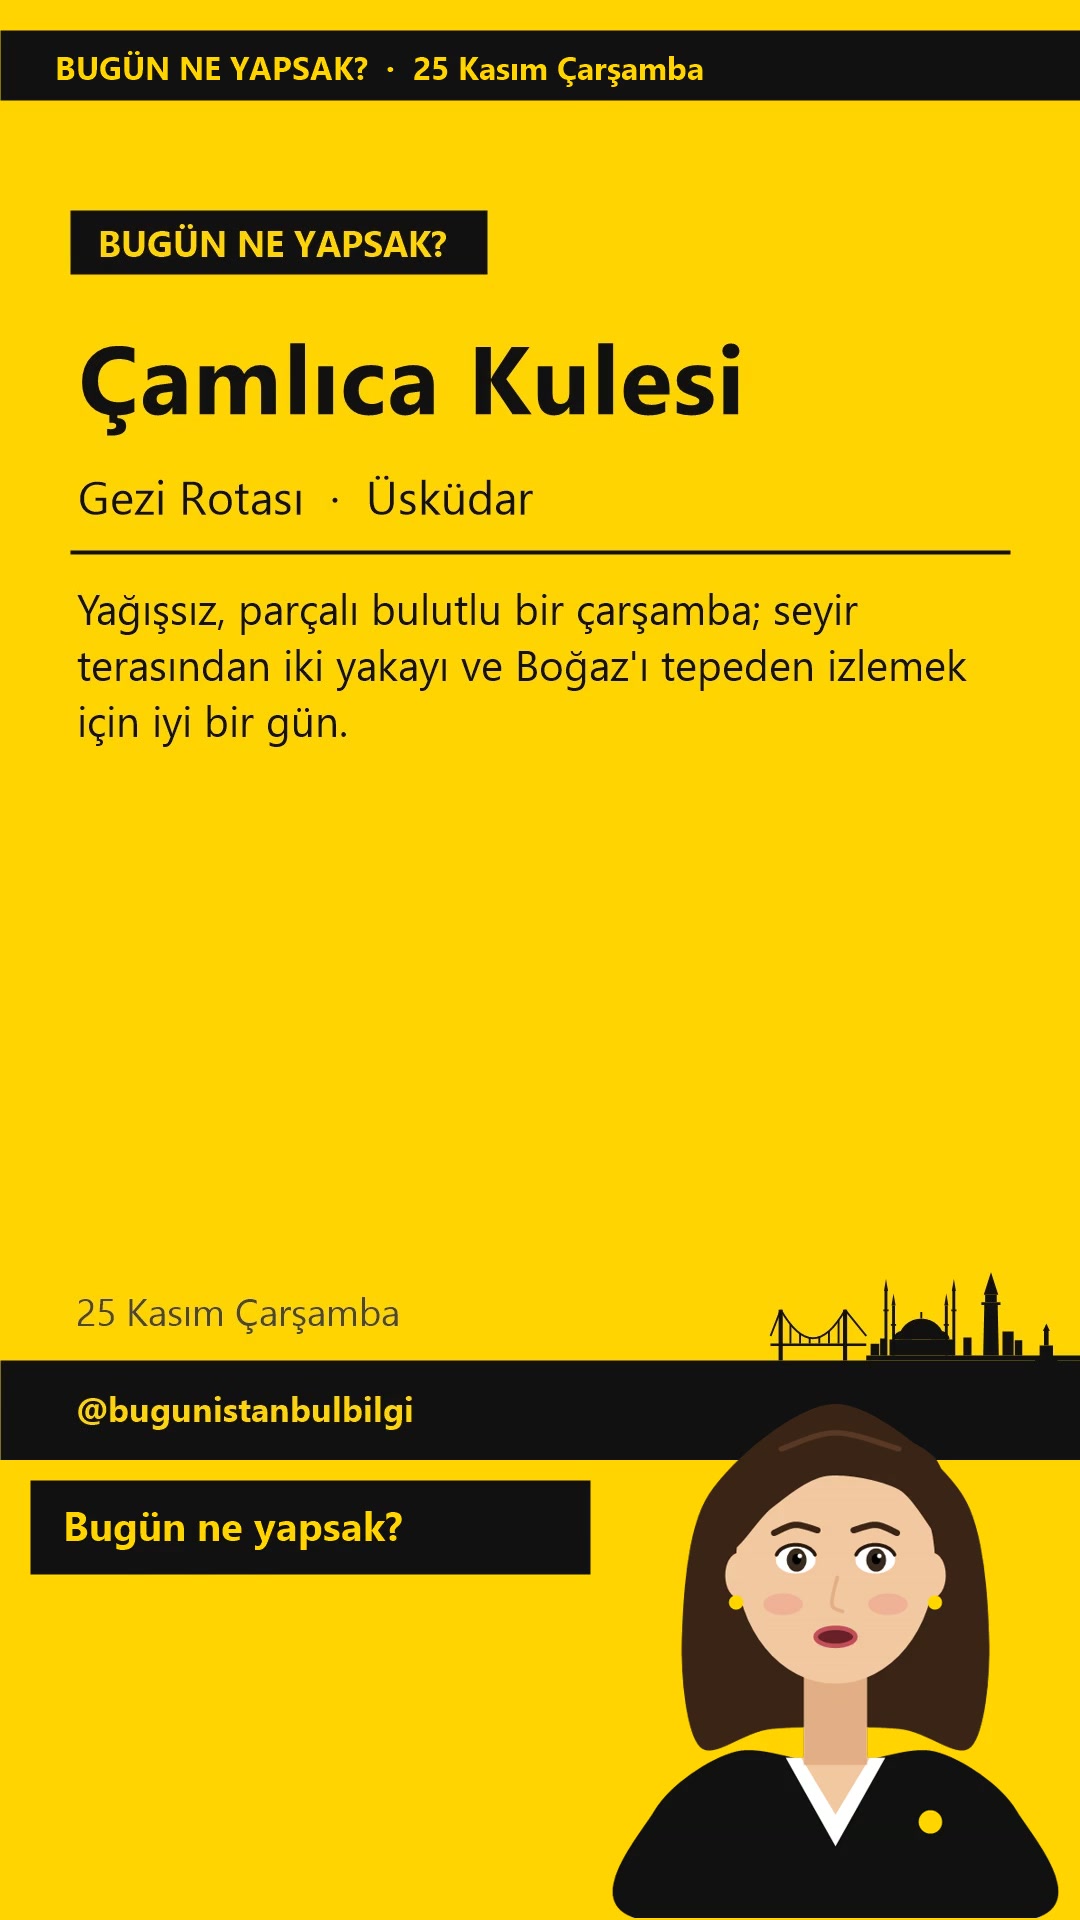 BUGÜN NE YAPSAK? · 25 Kasım Çarşamba
BUGÜN NE YAPSAK?
Çamlıca Kulesi
Gezi Rotası · Üsküdar
Yağışsız, parçalı bulutlu bir çarşamba; seyir
terasından iki yakayı ve Boğaz'ı tepeden izlemek
için iyi bir gün.
25 Kasım Çarşamba
@bugunistanbulbilgi
Bugün ne yapsak?